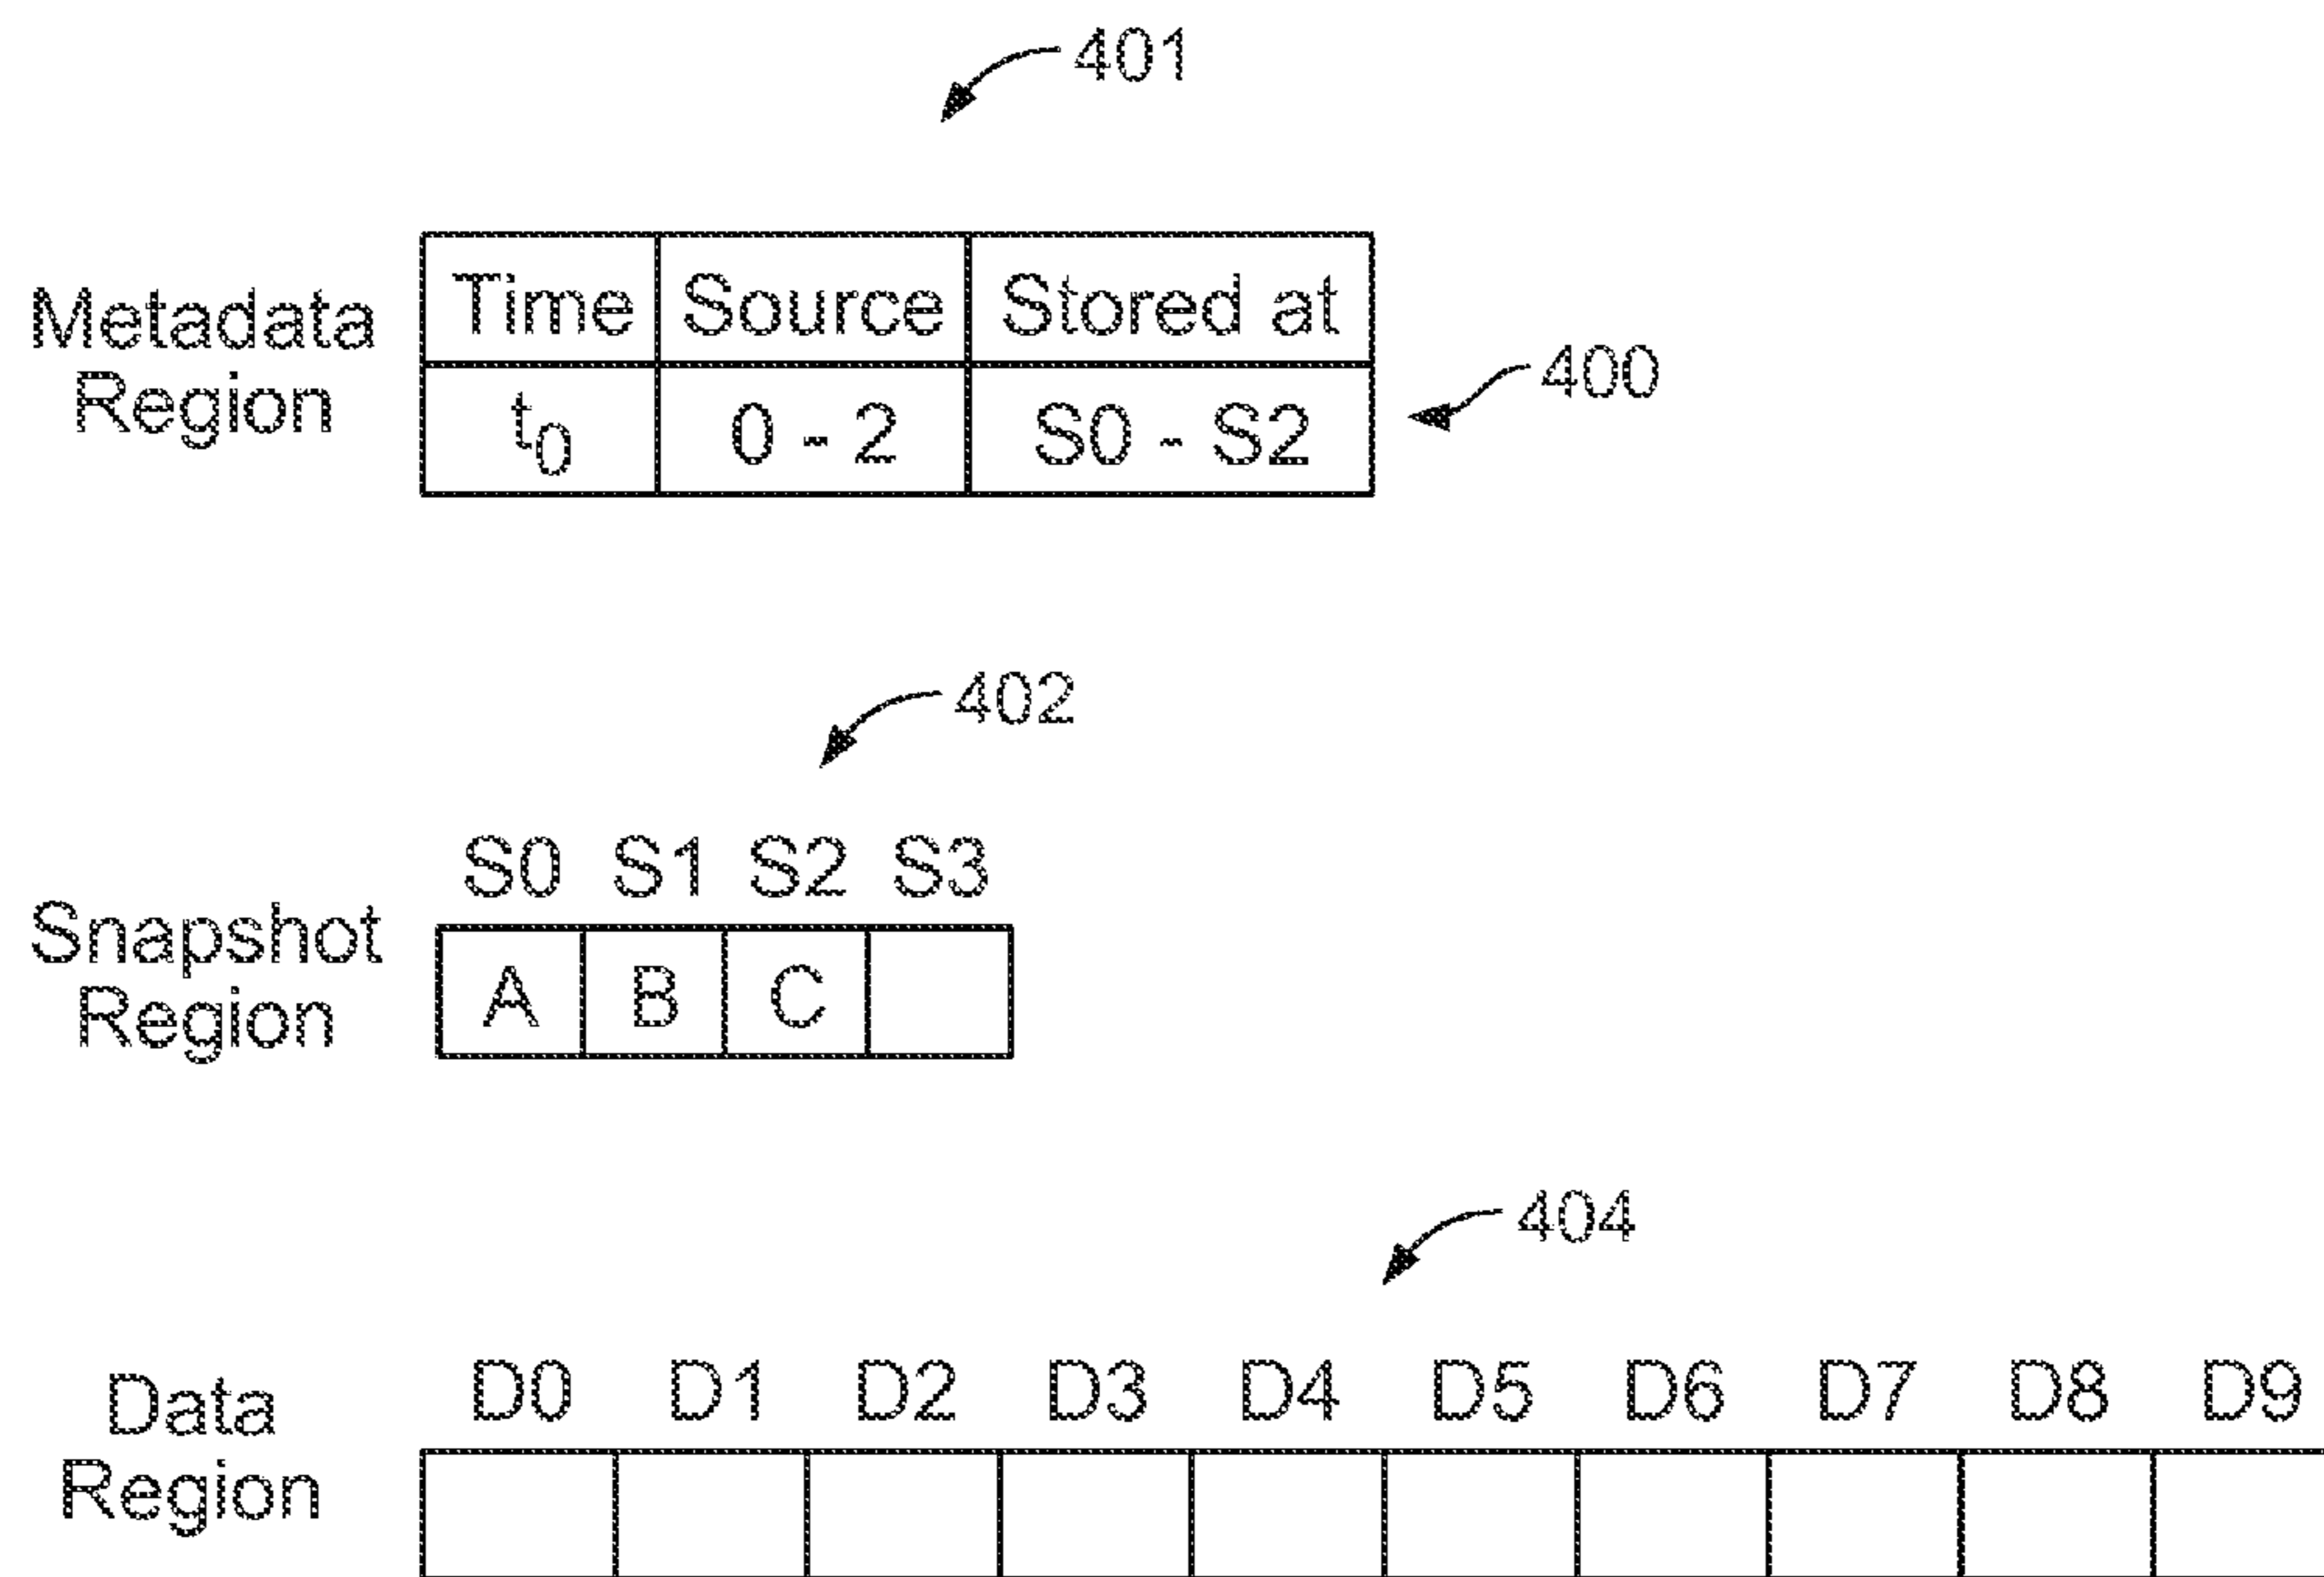 401
Metadata Region
Time Source Stored at
t0 0 - 2 S0 - S2
400
402
S0 S1 S2 S3
Snapshot Region
A B C
404
D0 D1 D2 D3 D4 D5 D6 D7 D8 D9
Data Region